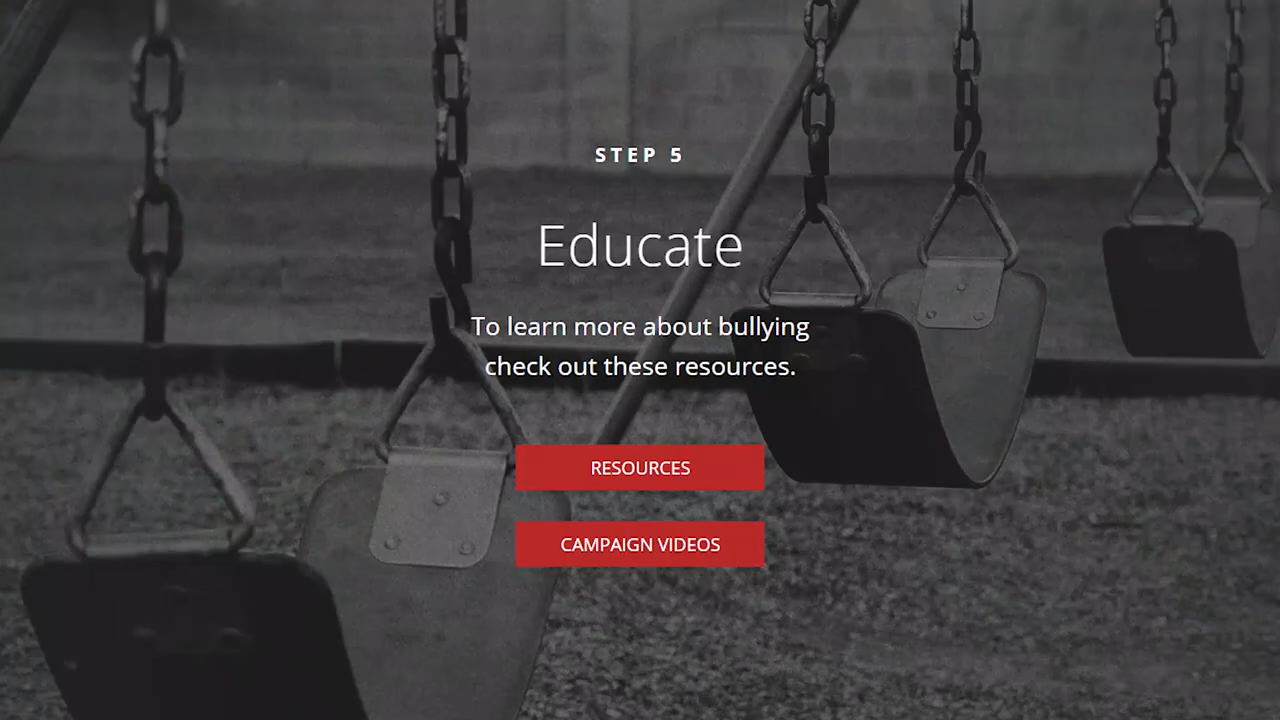 STEP 5
Educate
To learn more about bullying
check out these resources.
RESOURCES
CAMPAIGN VIDEOS